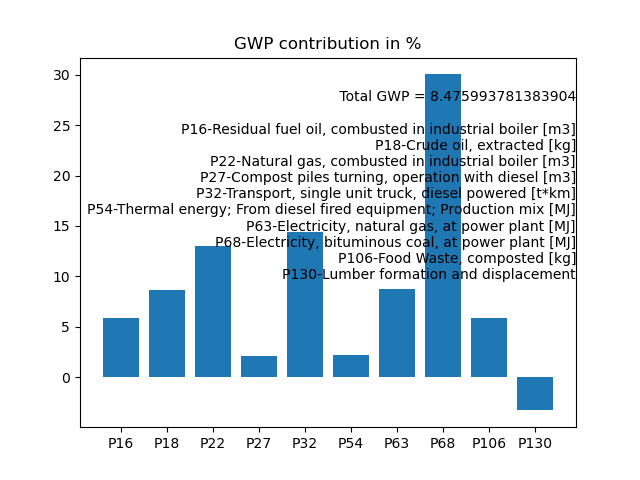 GWP contribution in %
30
25
20
15
10
5
0
Total GWP = 8.475993781383904
P16-Residual fuel oil, combusted in industrial boiler [m3]
P18-Crude oil, extracted [kg]
P22-Natural gas, combusted in industrial boiler [m3]
P27-Compost piles turning, operation with diesel [m3]
P32-Transport, single unit truck, diesel powered [t*km]
P54-Thermal energy; From diesel fired equipment; Production mix [MJ]
P63-Electricity, natural gas, at power plant [MJ]
P68-Electricity, bituminous coal, at power plant [MJ]
P106-Food Waste, composted [kg]
P130-Lumber formation and displacement
P16 P18 P22 P27 P32 P54 P63 P68 P106 P130